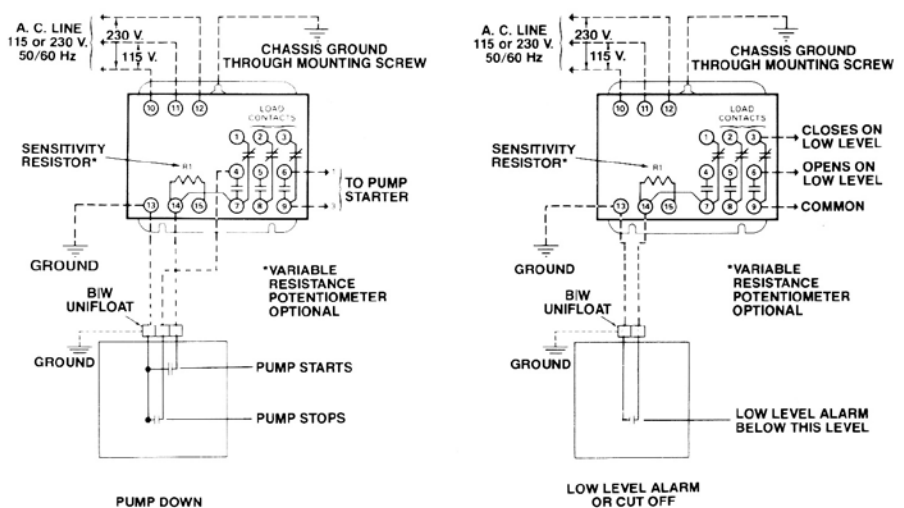 A. C. LINE
115 or 230 V.
50/60 Hz
230 V.
115 V.
CHASSIS GROUND
THROUGH MOUNTING SCREW
10 11 12
LOAD
CONTACTS
1 2 3
SENSITIVITY
RESISTOR*
R1
4 5 6
1
TO PUMP
STARTER
3
13 14 15 7 8 9
GROUND
*VARIABLE
RESISTANCE
POTENTIOMETER
OPTIONAL
B/W
UNIFLOAT
GROUND
PUMP STARTS
PUMP STOPS
PUMP DOWN
A. C. LINE
115 or 230 V.
50/60 Hz
230 V.
115 V.
CHASSIS GROUND
THROUGH MOUNTING SCREW
10 11 12
LOAD
CONTACTS
1 2 3
CLOSES ON
LOW LEVEL
SENSITIVITY
RESISTOR*
R1
4 5 6
OPENS ON
LOW LEVEL
13 14 15 7 8 9
COMMON
GROUND
*VARIABLE
RESISTANCE
POTENTIOMETER
OPTIONAL
B/W
UNIFLOAT
GROUND
LOW LEVEL ALARM
BELOW THIS LEVEL
LOW LEVEL ALARM
OR CUT OFF